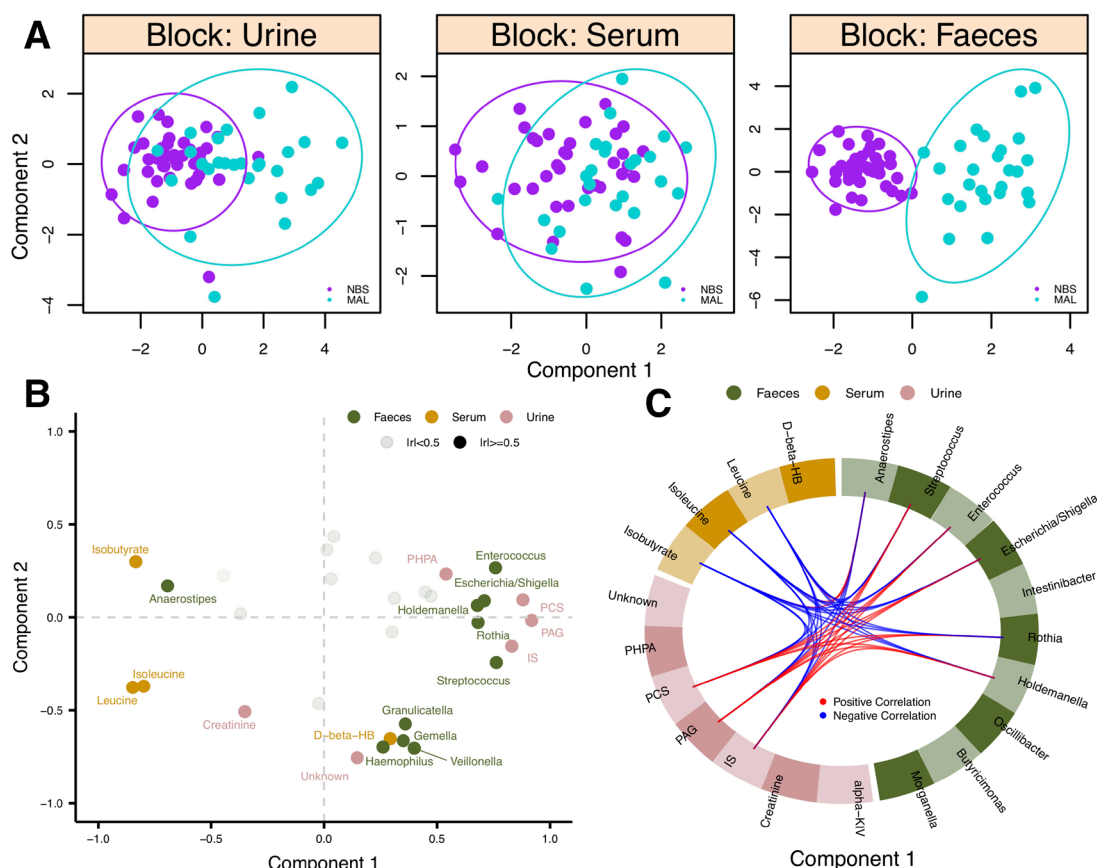 A
Block: Urine
Block: Serum
Block: Faeces
Component 2
2
0
−2
−4
2
1
0
−1
−2
4
2
0
−2
−4
−6
NBS
MAL
NBS
MAL
NBS
MAL
−2
0
2
4
−2
0
2
−2
0
2
4
Component 1
B
Faeces
Serum
Urine
|r|<0.5
|r|>=0.5
Component 2
1.0
0.5
0.0
−0.5
−1.0
Isobutyrate
Anaerostipes
PHPA
Enterococcus
Escherichia/Shigella
Holdemanella
PCS
PAG
Rothia
IS
Streptococcus
Isoleucine
Leucine
Creatinine
Granulicatella
D−beta−HB
Gemella
Haemophilus
Veillonella
Unknown
−1.0
−0.5
0.0
0.5
1.0
Component 1
C
Faeces
Serum
Urine
D−beta−HB
Leucine
Isoleucine
Isobutyrate
Unknown
PHPA
PCS
PAG
IS
Creatinine
alpha−KIV
Anaerostipes
Streptococcus
Enterococcus
Escherichia/Shigella
Intestinibacter
Rothia
Holdemanella
Oscillibacter
Butyricimonas
Morganella
Positive Correlation
Negative Correlation
Component 1